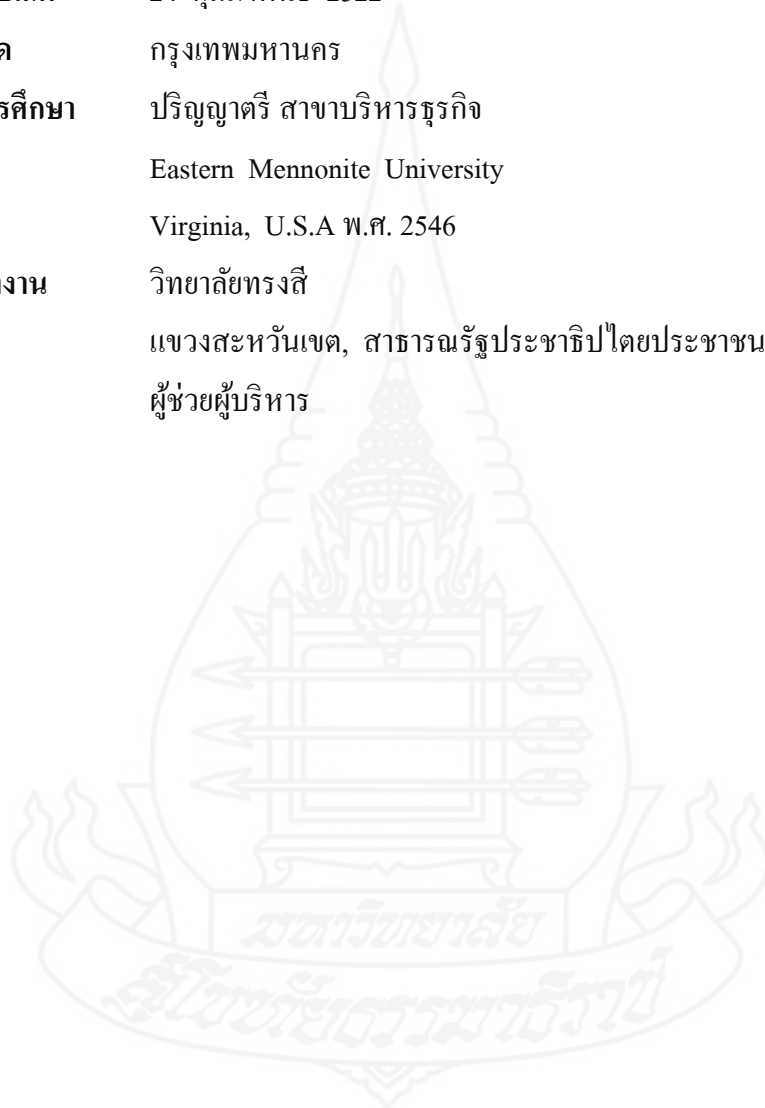 กรุงเทพมหานคร
รศึกษา ปริญญาตรี สาขาบริหารธุรกิจ
Eastern Mennonite University
Virginia, U.S.A พ.ศ. 2546
งาน วิทยาลัยทรงสี
แขวงสะหวันเขต, สาธารณรัฐประชาธิปไตยประชาชน
ผู้ช่วยผู้บริหาร
มหาวิทยาลัย
สุโขทัยธรรมาธิราช